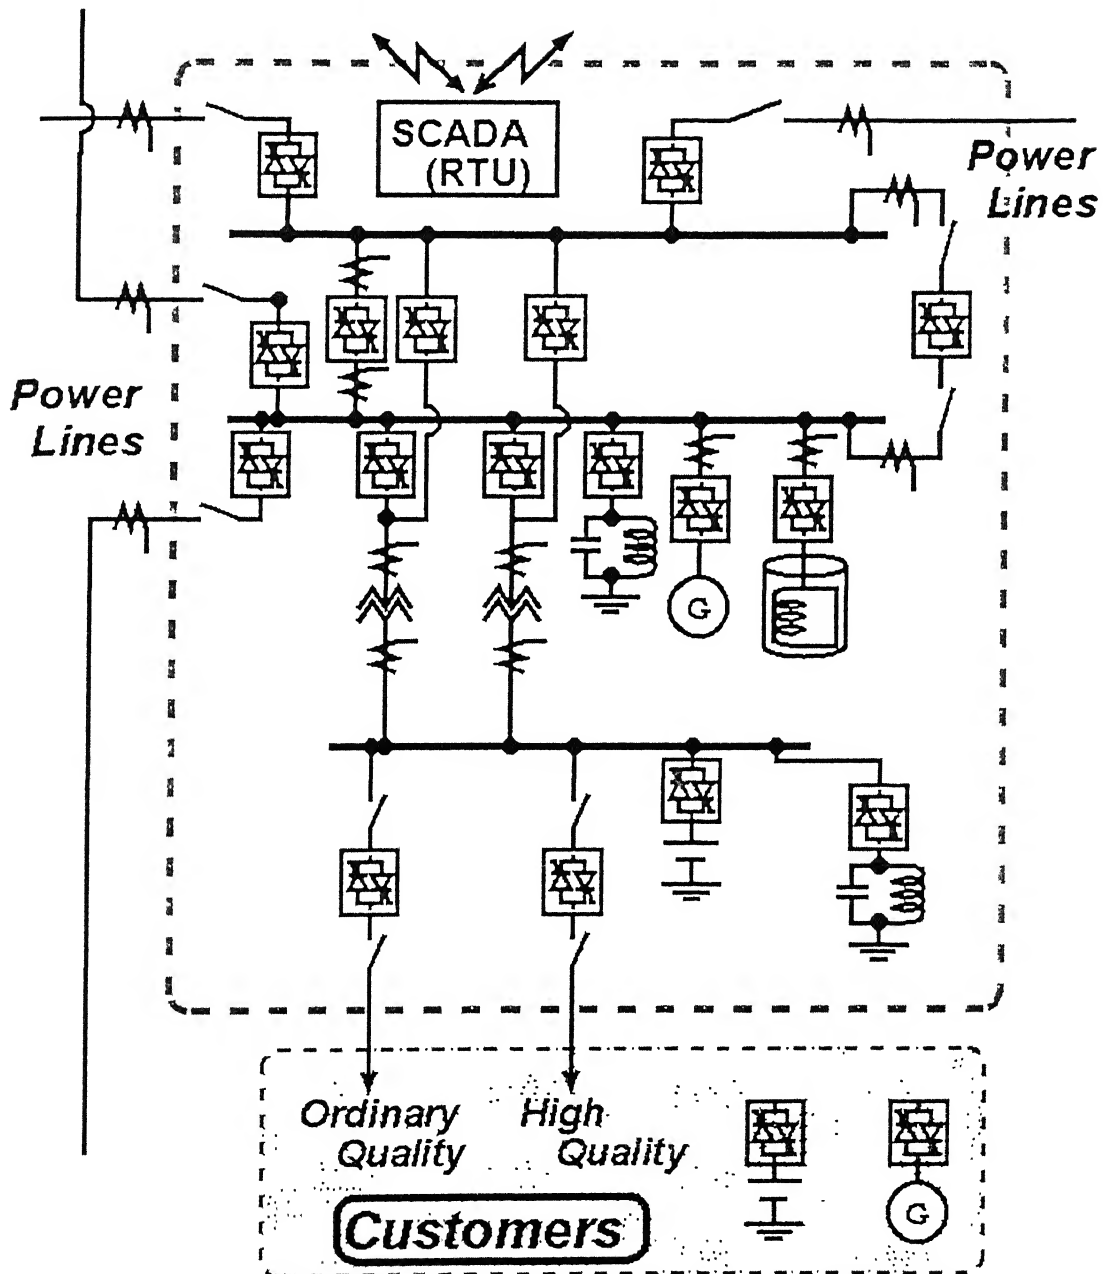 SCADA
(RTU)
Power
Lines
Power
Lines
G
Ordinary
Quality
High
Quality
G
Customers